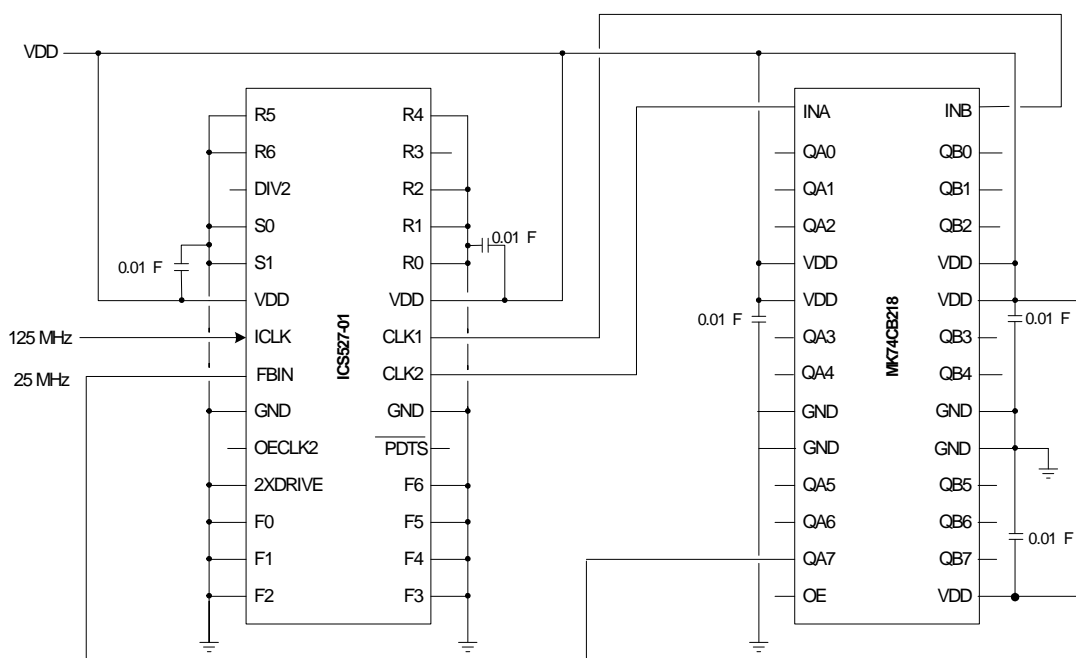 VDD
R5
R4
R6
R3
DIV2
R2
S0
R1
0.01 F
0.01 F
S1
R0
VDD
VDD
125 MHz
ICLK
CLK1
25 MHz
FBIN
CLK2
GND
GND
OECLK2
PDTS
2XDRIVE
F6
F0
F5
F1
F4
F2
F3
ICS527-01
INA
INB
QA0
QB0
QA1
QB1
QA2
QB2
VDD
VDD
VDD
VDD
0.01 F
0.01 F
QA3
QB3
QA4
QB4
GND
GND
GND
GND
QA5
QB5
QA6
QB6
0.01 F
QA7
QB7
OE
VDD
MK74CB218